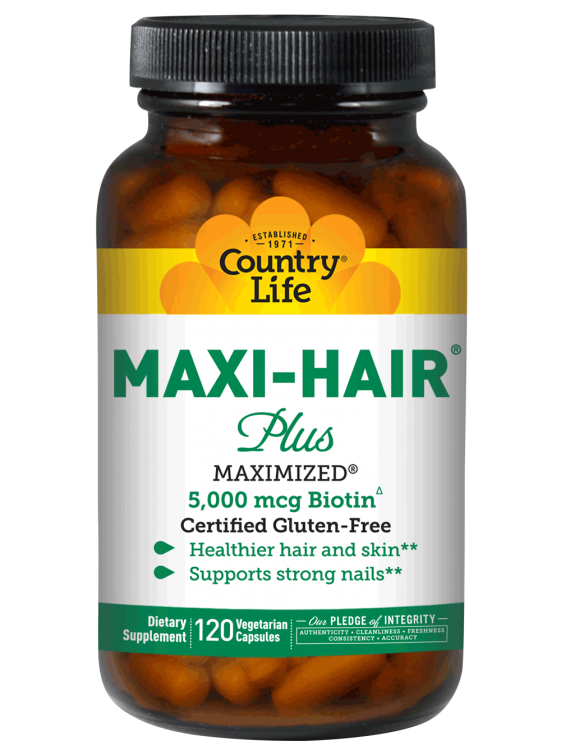 ESTABLISHED
• — 1971 — •
Country®
Life
MAXI-HAIR®
Plus
MAXIMIZED®
5,000 mcg BiotinΔ
Certified Gluten-Free
Healthier hair and skin**
Supports strong nails**
Dietary Supplement
120 Vegetarian Capsules
— Our PLEDGE of INTEGRITY —
AUTHENTICITY • CLEANLINESS • FRESHNESS
CONSISTENCY • ACCURACY